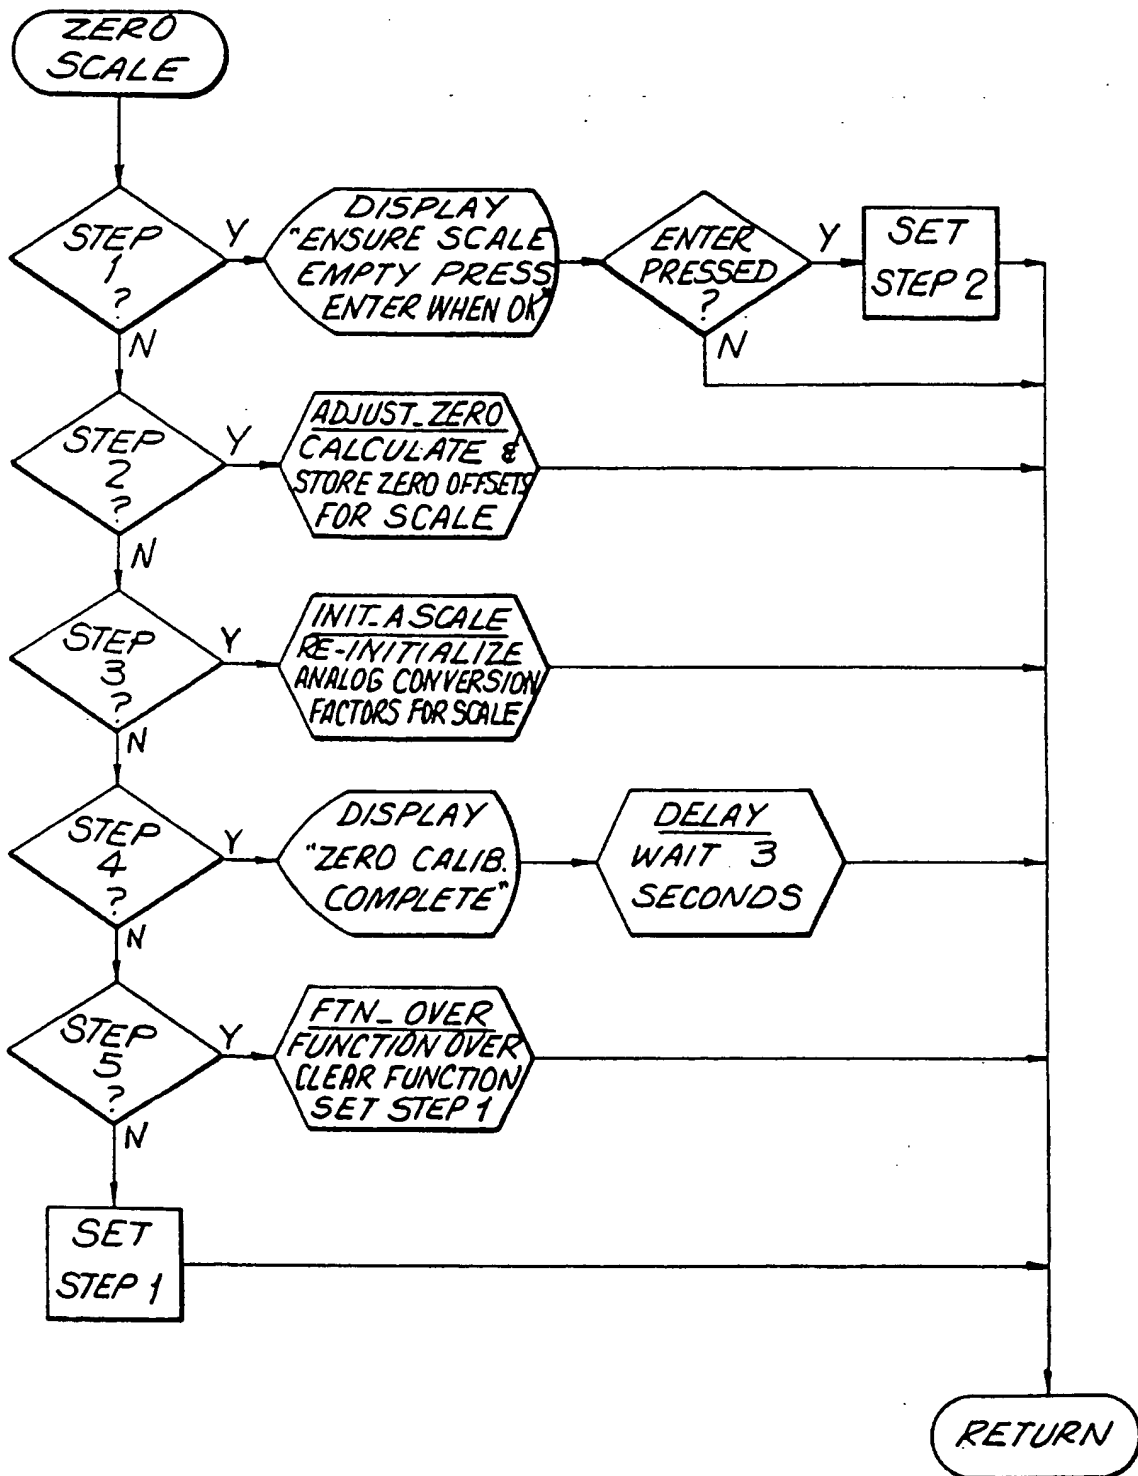 ZERO
SCALE
STEP
1
?
Y
N
DISPLAY
"ENSURE SCALE
EMPTY PRESS
ENTER WHEN OK"
ENTER
PRESSED
?
Y
N
SET
STEP 2
STEP
2
?
Y
N
ADJUST_ZERO
CALCULATE &
STORE ZERO OFFSETS
FOR SCALE
STEP
3
?
Y
N
INIT_ASCALE
RE-INITIALIZE
ANALOG CONVERSION
FACTORS FOR SCALE
STEP
4
?
Y
N
DISPLAY
"ZERO CALIB.
COMPLETE"
DELAY
WAIT 3
SECONDS
STEP
5
?
Y
N
FTN_OVER
FUNCTION OVER
CLEAR FUNCTION
SET STEP 1
SET
STEP 1
RETURN